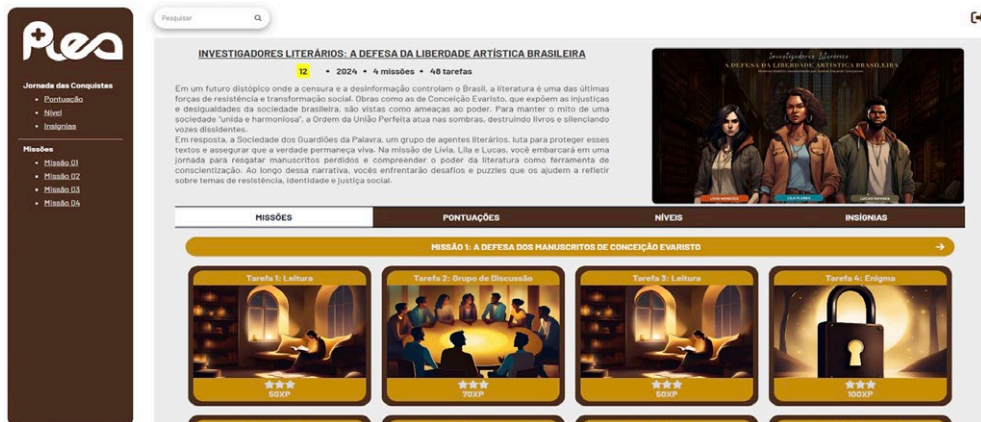 Plea
Pesquisar
Jornada das Conquistas
Pontuação
Nível
Insígnias
Missões
Missão 01
Missão 02
Missão 03
Missão 04
INVESTIGADORES LITERÁRIOS: A DEFESA DA LIBERDADE ARTÍSTICA BRASILEIRA
12 • 2024 • 4 missões • 48 tarefas
Em um futuro distópico onde a censura e a desinformação controlam o Brasil, a literatura é uma das últimas
forças de resistência e transformação social. Obras como as de Conceição Evaristo, que expõem as injustiças
e desigualdades da sociedade brasileira, são vistas como ameaças ao poder. Para manter o mito de uma
sociedade "unida e harmoniosa", a Ordem da União Perfeita atua nas sombras, destruindo livros e silenciando
vozes dissidentes.
Em resposta, a Sociedade dos Guardiões da Palavra, um grupo de agentes literários, luta para proteger esses
textos e assegurar que a verdade permaneça viva. Na missão de Lívia, Lila e Lucas, você embarcará em uma
jornada para resgatar manuscritos perdidos e compreender o poder da literatura como ferramenta de
conscientização. Ao longo dessa narrativa, vocês enfrentarão desafios e puzzles que os ajudem a refletir
sobre temas de resistência, identidade e justiça social.
Investigadores Literários
A DEFESA DA LIBERDADE ARTÍSTICA BRASILEIRA
MISSÕES
PONTUAÇÕES
NÍVEIS
INSÍGNIAS
MISSÃO 1: A DEFESA DOS MANUSCRITOS DE CONCEIÇÃO EVARISTO
Tarefa 1: Leitura
50XP
Tarefa 2: Grupo de Discussão
70XP
Tarefa 3: Leitura
50XP
Tarefa 4: Enigma
100XP